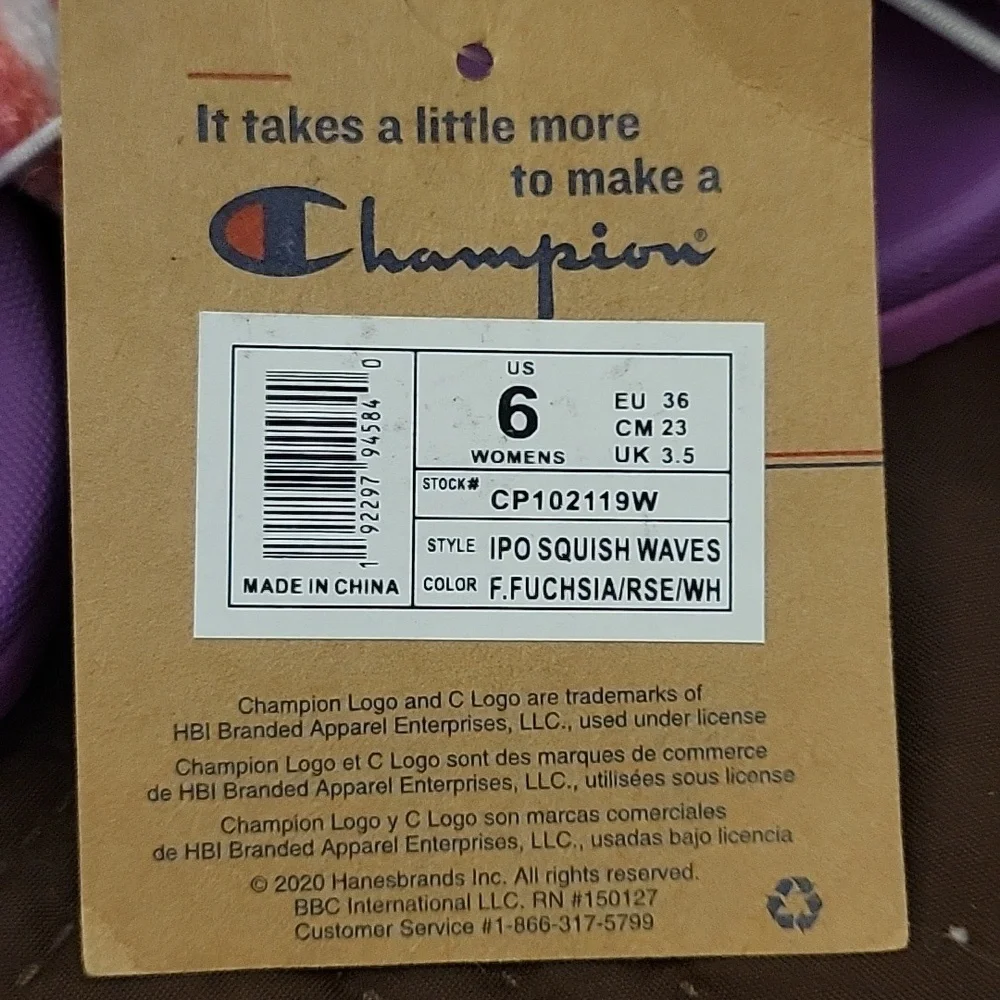 It takes a little more
to make a
Champion®
1 92297 94584 0
MADE IN CHINA
US
6
WOMENS
EU 36
CM 23
UK 3.5
STOCK# CP102119W
STYLE IPO SQUISH WAVES
COLOR F.FUCHSIA/RSE/WH
Champion Logo and C Logo are trademarks of
HBI Branded Apparel Enterprises, LLC., used under license
Champion Logo et C Logo sont des marques de commerce
de HBI Branded Apparel Enterprises, LLC., utilisées sous license
Champion Logo y C Logo son marcas comerciales
de HBI Branded Apparel Enterprises, LLC., usadas bajo licencia
© 2020 Hanesbrands Inc. All rights reserved.
BBC International LLC. RN #150127
Customer Service #1-866-317-5799